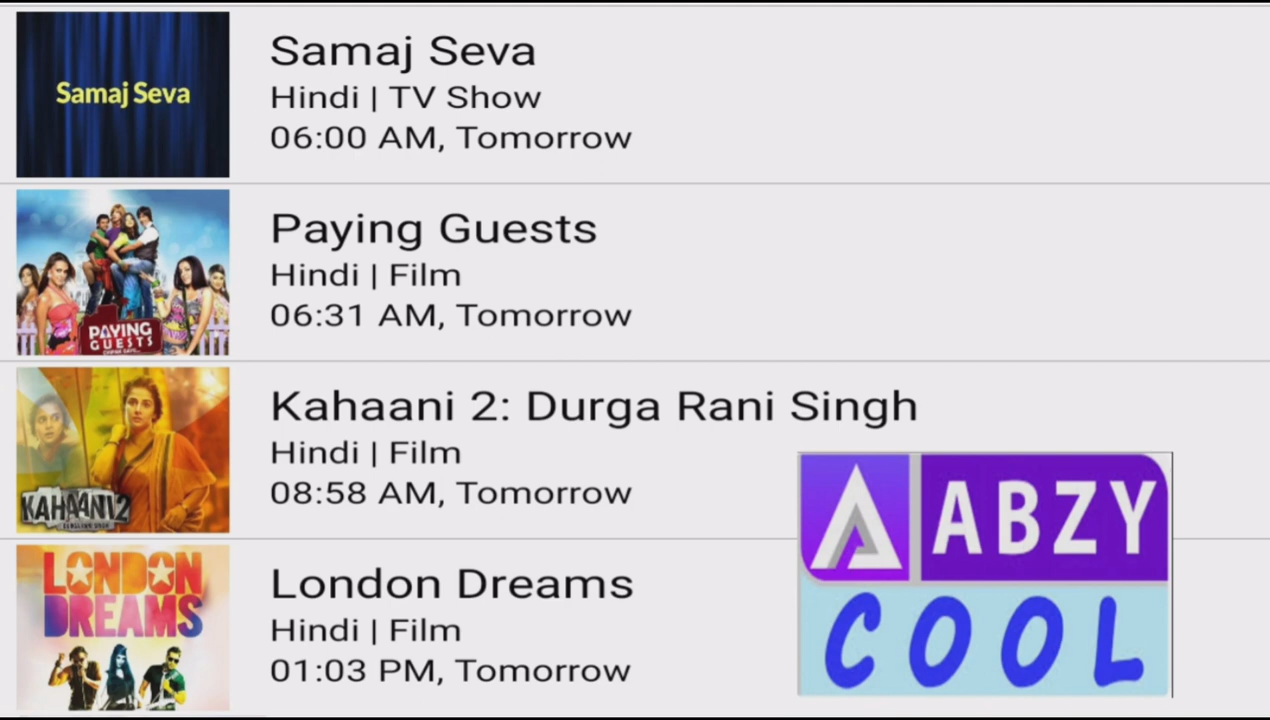 Samaj Seva
Samaj Seva
Hindi | TV Show
06:00 AM, Tomorrow
PAYING
GUESTS
Paying Guests
Hindi | Film
06:31 AM, Tomorrow
KAHAANI2
Kahaani 2: Durga Rani Singh
Hindi | Film
08:58 AM, Tomorrow
LONDON
DREAMS
London Dreams
Hindi | Film
01:03 PM, Tomorrow
ABZY
COOL